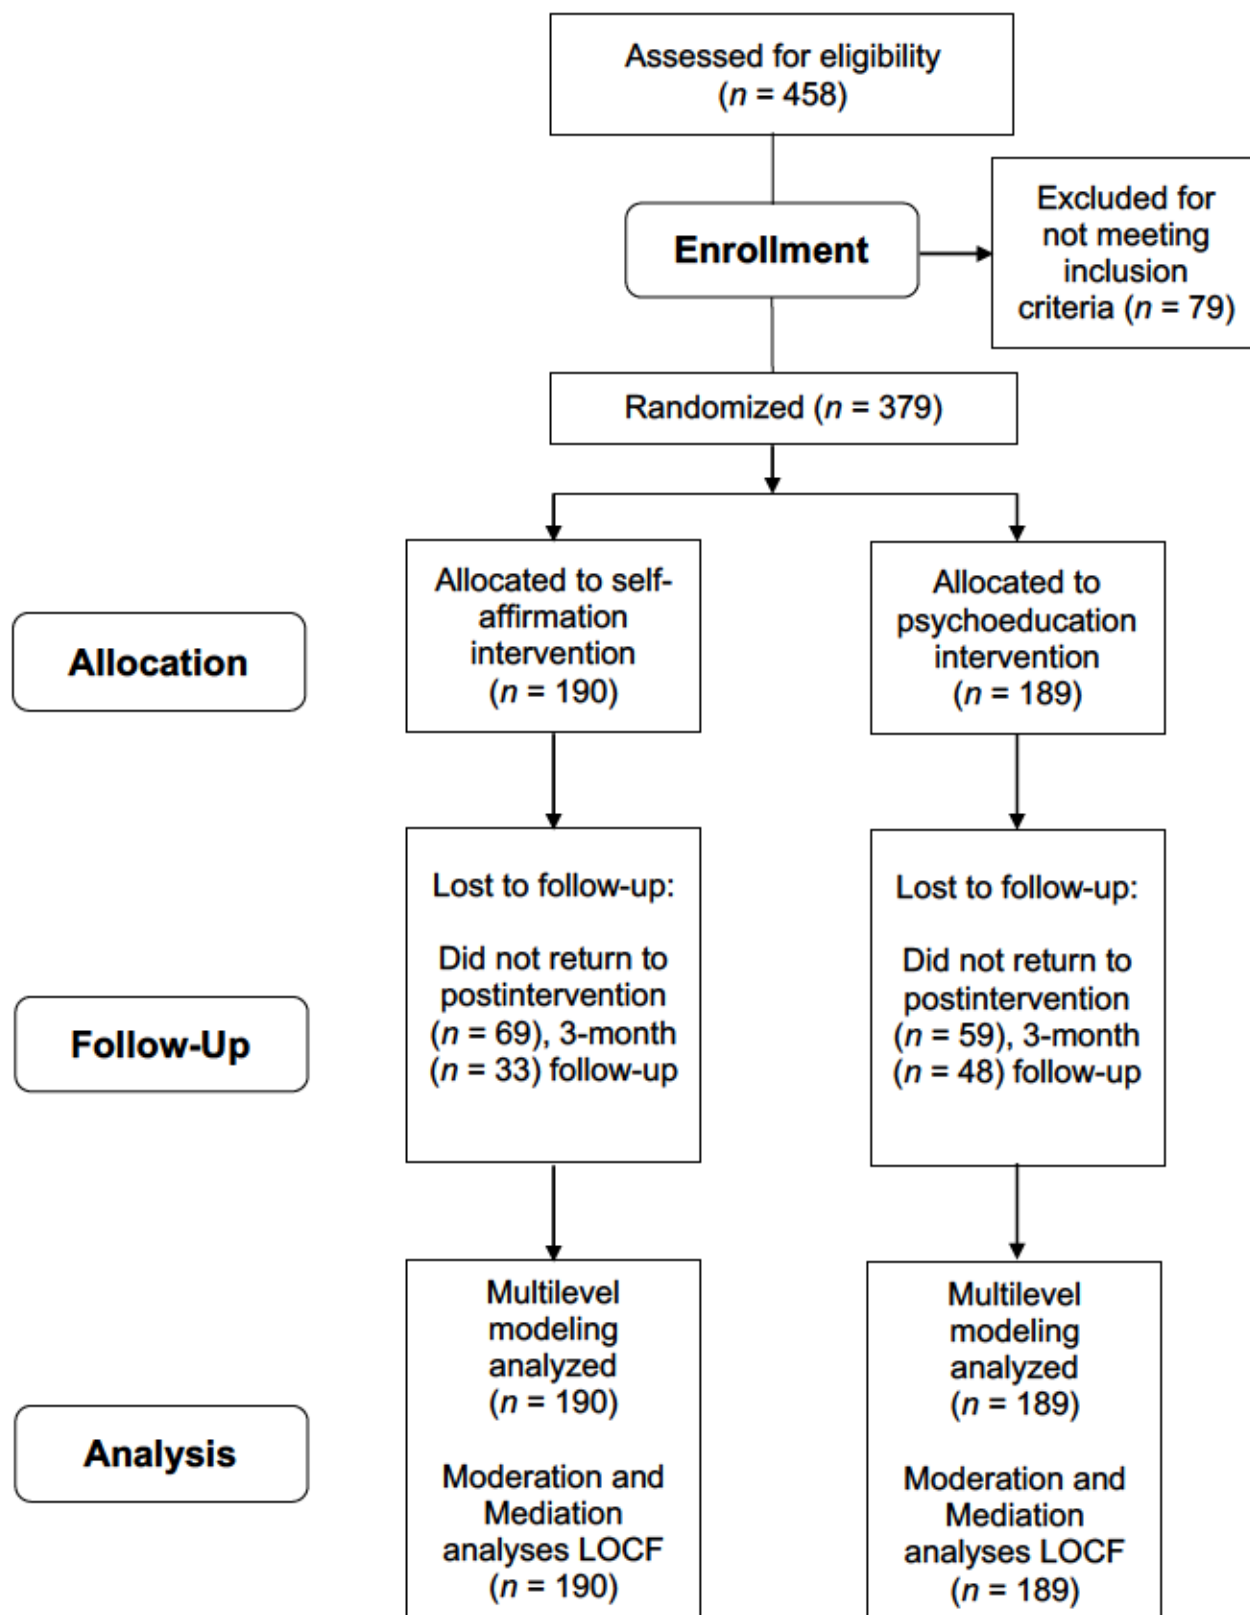 Assessed for eligibility
(n = 458)
Enrollment
Excluded for
not meeting
inclusion
criteria (n = 79)
Randomized (n = 379)
Allocation
Allocated to self-
affirmation
intervention
(n = 190)
Allocated to
psychoeducation
intervention
(n = 189)
Follow-Up
Lost to follow-up:
Did not return to
postintervention
(n = 69), 3-month
(n = 33) follow-up
Lost to follow-up:
Did not return to
postintervention
(n = 59), 3-month
(n = 48) follow-up
Analysis
Multilevel
modeling
analyzed
(n = 190)
Moderation and
Mediation
analyses LOCF
(n = 190)
Multilevel
modeling
analyzed
(n = 189)
Moderation and
Mediation
analyses LOCF
(n = 189)